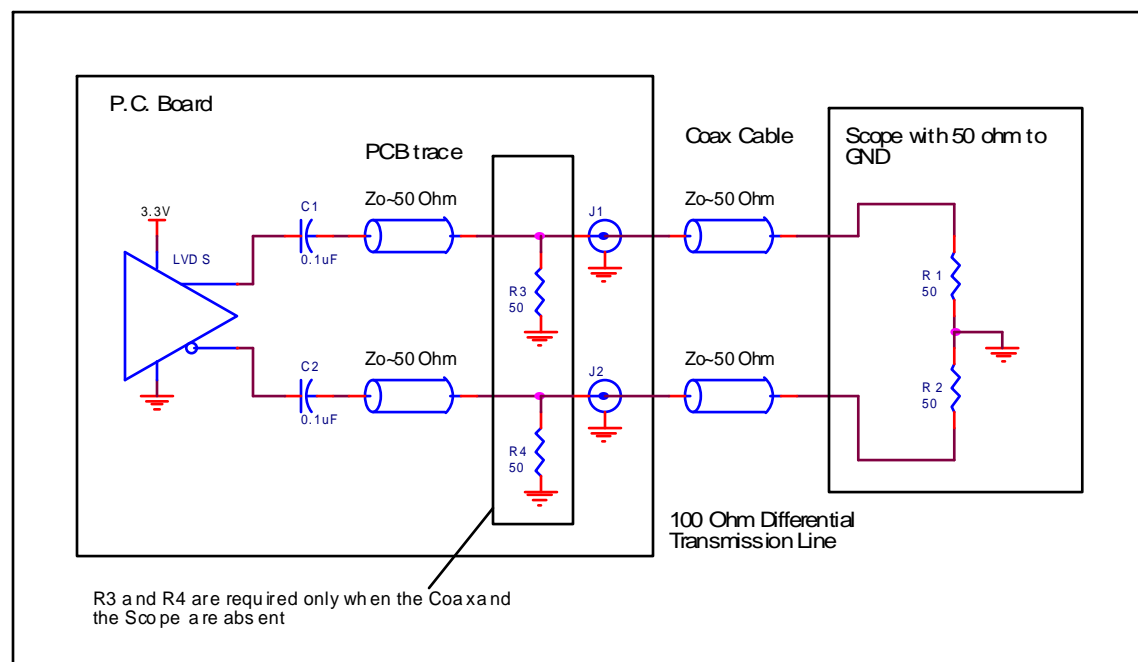 P.C. Board
PCB trace
Coax Cable
Scope with 50 ohm to
GND
3.3V
C1
Zo~50 Ohm
J1
Zo~50 Ohm
LVDS
0.1uF
R3
50
R1
50
C2
Zo~50 Ohm
J2
Zo~50 Ohm
R2
50
0.1uF
R4
50
100 Ohm Differential
Transmission Line
R3 and R4 are required only when the Coax and
the Scope are absent